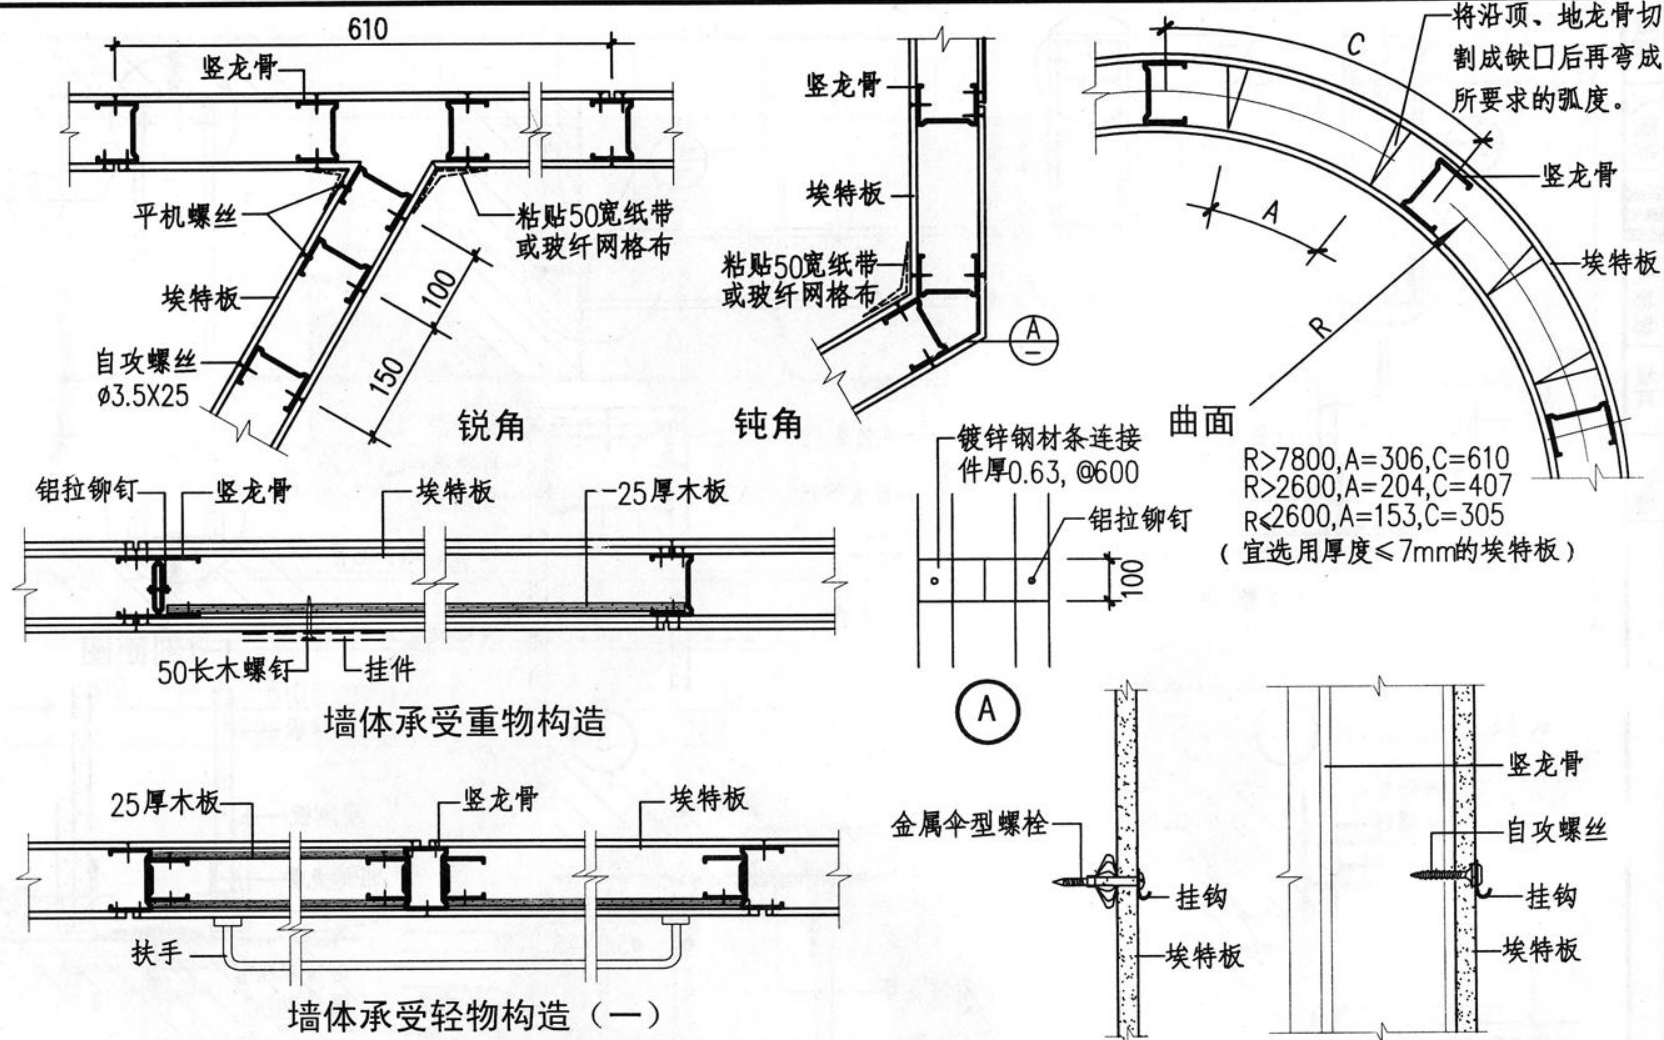 610
竖龙骨
平机螺丝
粘贴50宽纸带
或玻纤网格布
埃特板
100
150
自攻螺丝
ø3.5X25
锐角
竖龙骨
埃特板
粘贴50宽纸带
或玻纤网格布
A
钝角
将沿顶、地龙骨切
割成缺口后再弯成
所要求的弧度。
C
竖龙骨
A
埃特板
R
曲面
R>7800,A=306,C=610
R>2600,A=204,C=407
R≤2600,A=153,C=305
(宜选用厚度≤7mm的埃特板)
铝拉铆钉
竖龙骨
埃特板
25厚木板
50长木螺钉
挂件
墙体承受重物构造
镀锌钢材条连接
件厚0.63, @600
铝拉铆钉
100
A
25厚木板
竖龙骨
埃特板
扶手
墙体承受轻物构造（一）
金属伞型螺栓
挂钩
埃特板
竖龙骨
自攻螺丝
挂钩
埃特板